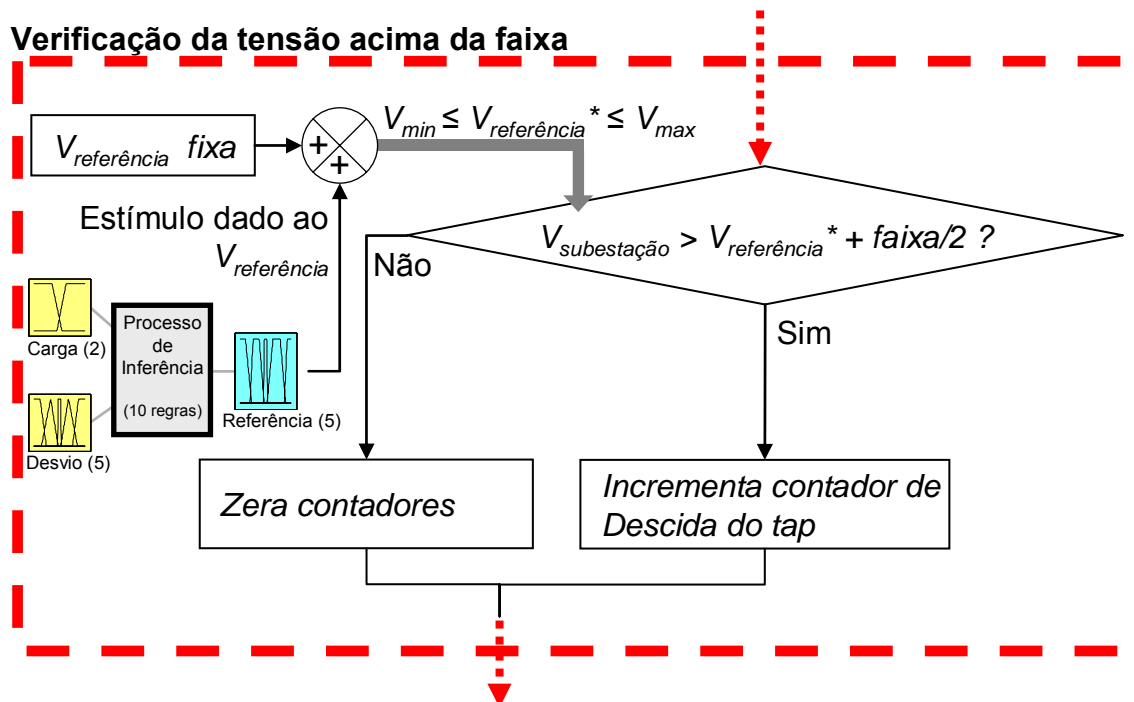 Verificação da tensão acima da faixa
V_referência fixa
+
+
V_min ≤ V_referência* ≤ V_max
Estímulo dado ao
V_referência
V_subestação > V_referência* + faixa/2 ?
Não
Sim
Carga (2)
Desvio (5)
Processo
de
Inferência
(10 regras)
Referência (5)
Zera contadores
Incrementa contador de
Descida do tap